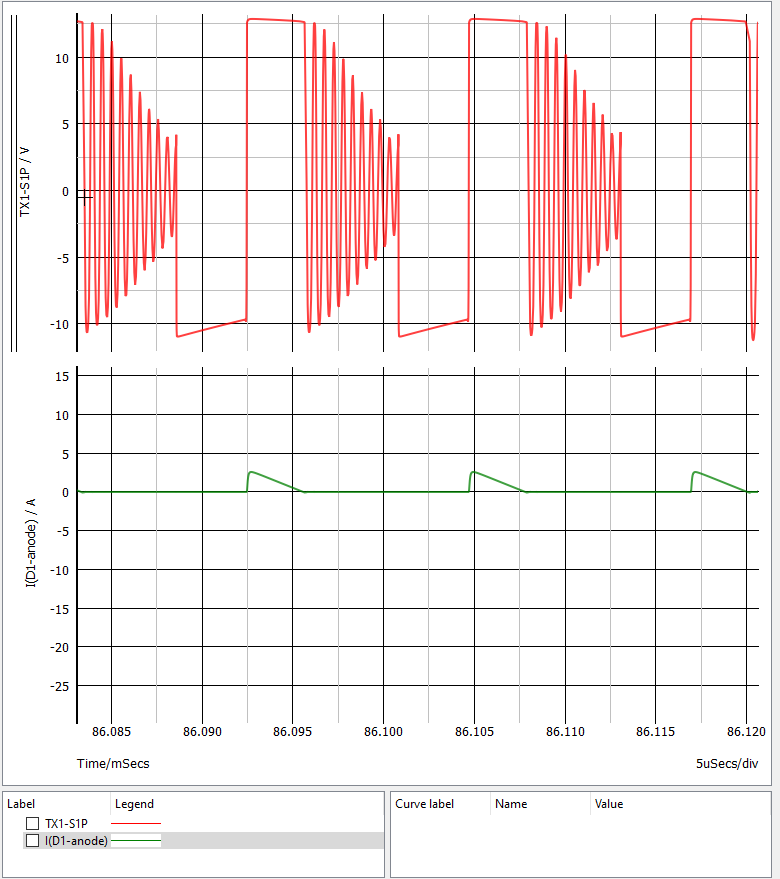 TX1-S1P / V
10
5
0
-5
-10
I(D1-anode) / A
15
10
5
0
-5
-10
-15
-20
-25
86.085 86.090 86.095 86.100 86.105 86.110 86.115 86.120
Time/mSecs 5uSecs/div
Label Legend
TX1-S1P
I(D1-anode)
Curve label Name Value